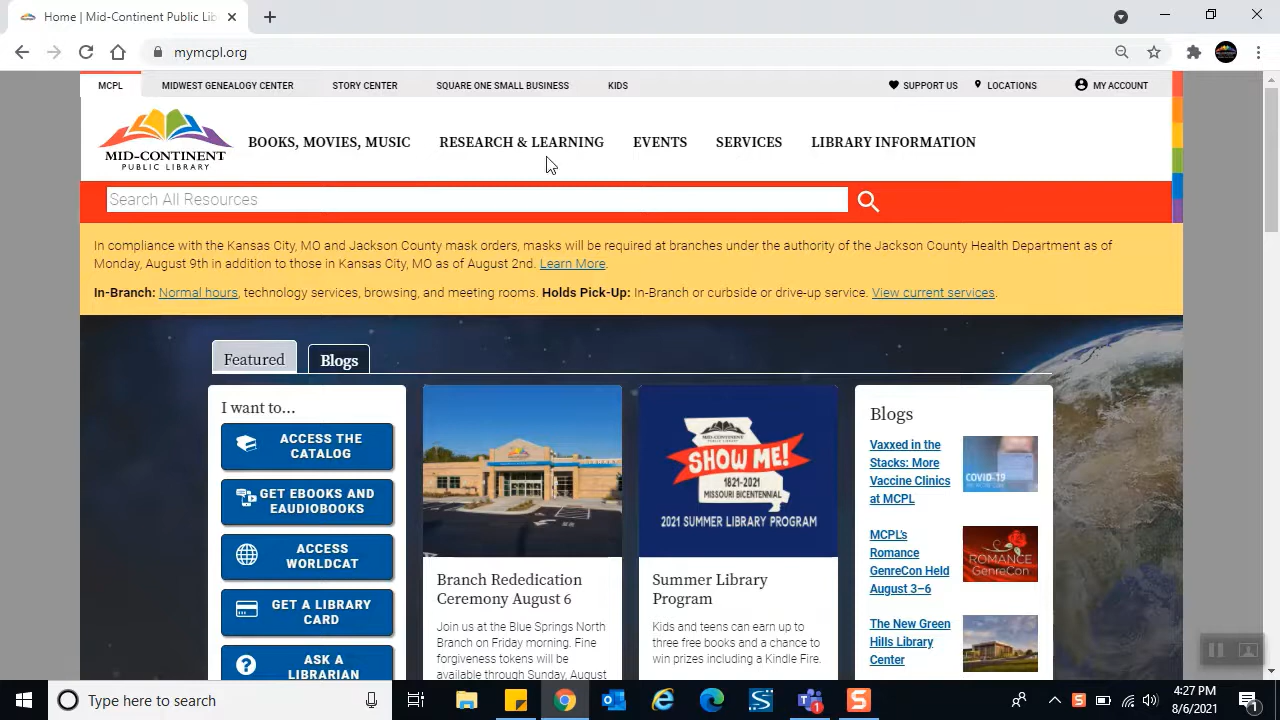 Home | Mid-Continent Public Lib
mymcpl.org
MCPL
MIDWEST GENEALOGY CENTER
STORY CENTER
SQUARE ONE SMALL BUSINESS
KIDS
SUPPORT US
LOCATIONS
MY ACCOUNT
MID-CONTINENT
PUBLIC LIBRARY
BOOKS, MOVIES, MUSIC
RESEARCH & LEARNING
EVENTS
SERVICES
LIBRARY INFORMATION
Search All Resources
In compliance with the Kansas City, MO and Jackson County mask orders, masks will be required at branches under the authority of the Jackson County Health Department as of
Monday, August 9th in addition to those in Kansas City, MO as of August 2nd. Learn More.
In-Branch: Normal hours, technology services, browsing, and meeting rooms. Holds Pick-Up: In-Branch or curbside or drive-up service. View current services.
Featured
Blogs
I want to...
ACCESS THE
CATALOG
GET EBOOKS AND
EAUDIOBOOKS
ACCESS
WORLDCAT
GET A LIBRARY
CARD
ASK A
LIBRARIAN
Branch Rededication
Ceremony August 6
Join us at the Blue Springs North
Branch on Friday morning. Fine
forgiveness tokens will be
available through Sunday, August
MID-CONTINENT
PUBLIC LIBRARY
SHOW ME!
1821-2021
MISSOURI BICENTENNIAL
2021 SUMMER LIBRARY PROGRAM
Summer Library
Program
Kids and teens can earn up to
three free books and a chance to
win prizes including a Kindle Fire.
Blogs
Vaxxed in the
Stacks: More
Vaccine Clinics
at MCPL
COVID-19
MCPL's
Romance
GenreCon Held
August 3–6
ROMANCE
GENRECON
The New Green
Hills Library
Center
Type here to search
4:27 PM
8/6/2021